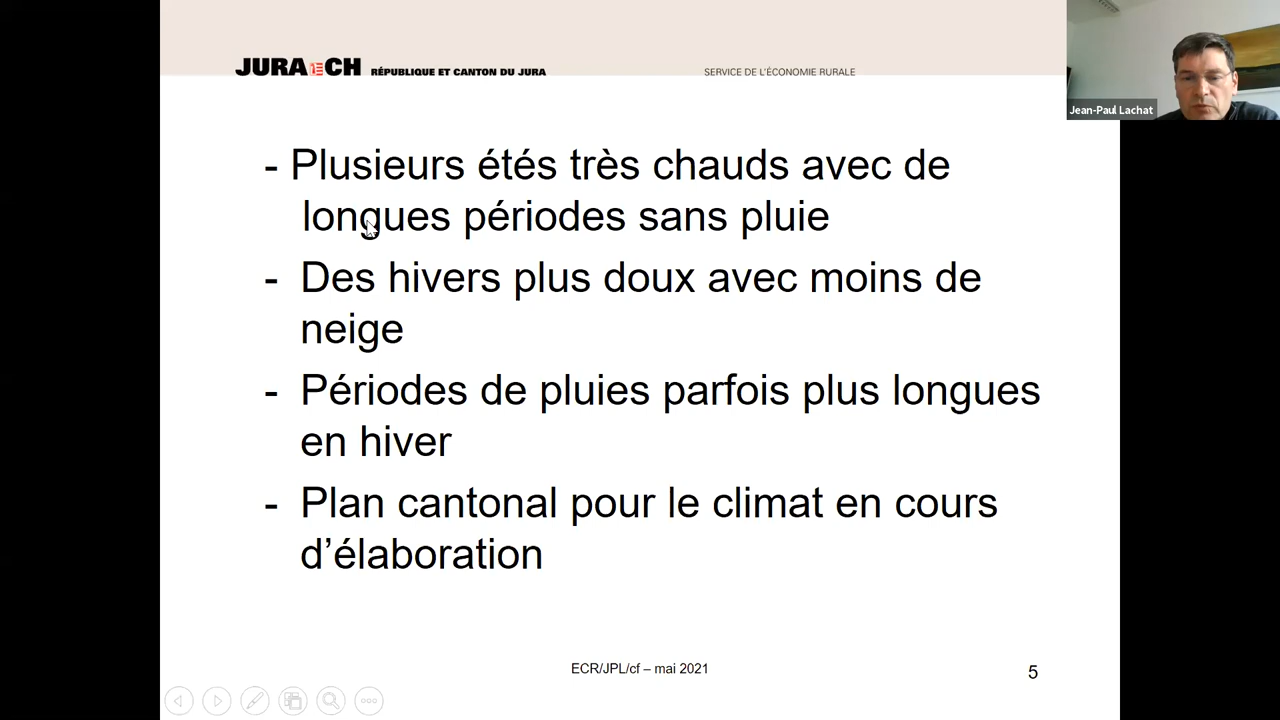 JURA CH RÉPUBLIQUE ET CANTON DU JURA
SERVICE DE L'ÉCONOMIE RURALE
Jean-Paul Lachat
- Plusieurs étés très chauds avec de
longues périodes sans pluie
- Des hivers plus doux avec moins de
neige
- Périodes de pluies parfois plus longues
en hiver
- Plan cantonal pour le climat en cours
d’élaboration
ECR/JPL/cf – mai 2021
5